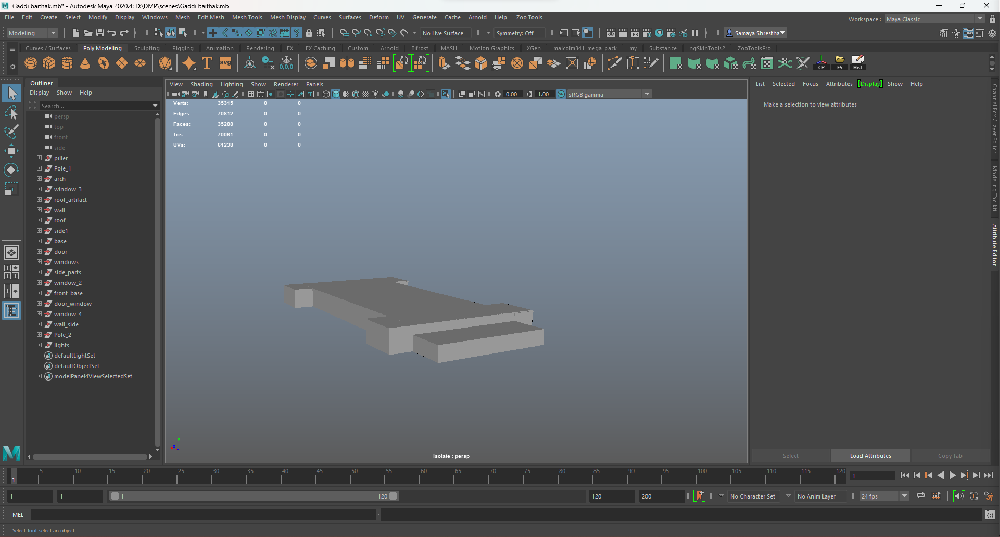 Gaddi baithak.mb* - Autodesk Maya 2020.4: D:\DMP\scenes\Gaddi baithak.mb
File Edit Create Select Modify Display Windows Mesh Edit Mesh Mesh Tools Mesh Display Curves Surfaces Deform UV Generate Cache Arnold Help Zoo Tools
Workspace : Maya Classic
Modeling No Live Surface Symmetry: Off Samaya Shrestha
Curves / Surfaces Poly Modeling Sculpting Rigging Animation Rendering FX FX Caching Custom Arnold Bifrost MASH Motion Graphics XGen malcolm341_mega_pack my Substance ngSkinTools2 ZooToolsPro
T SVG 0,0,0 IPR CP ES Hist
Outliner
Display Show Help
Search...
persp
top
front
side
piller
Pole_1
arch
window_3
roof_artifact
wall
roof
side1
base
door
windows
side_parts
window_2
front_base
door_window
window_4
wall_side
Pole_2
lights
defaultLightSet
defaultObjectSet
modelPanel4ViewSelectedSet
View Shading Lighting Show Renderer Panels
0.00 1.00 ON sRGB gamma
Verts: 35315 0 0
Edges: 70812 0 0
Faces: 35288 0 0
Tris: 70061 0 0
UVs: 61238 0 0
y
z
x
Isolate : persp
List Selected Focus Attributes Display Show Help
Make a selection to view attributes
Channel Box / Layer Editor
Modeling Toolkit
Attribute Editor
Select Load Attributes Copy Tab
1 5 10 15 20 25 30 35 40 45 50 55 60 65 70 75 80 85 90 95 100 105 110 115 120 1
1 1 1 120 120 200 No Character Set No Anim Layer 24 fps
MEL
Select Tool: select an object